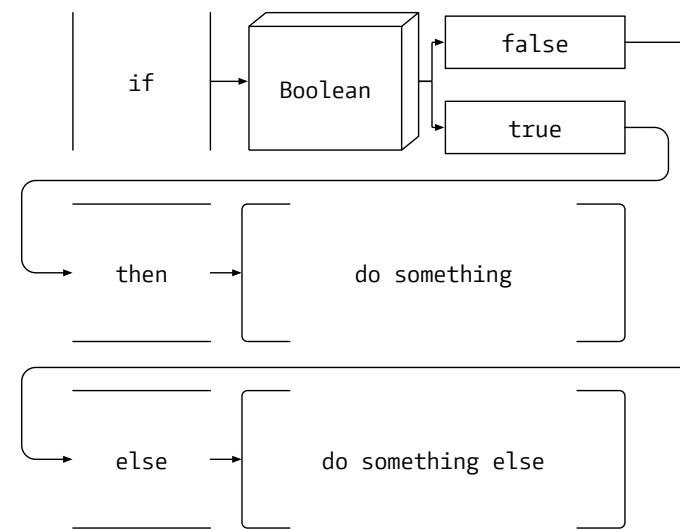 if
Boolean
false
true
then
do something
else
do something else